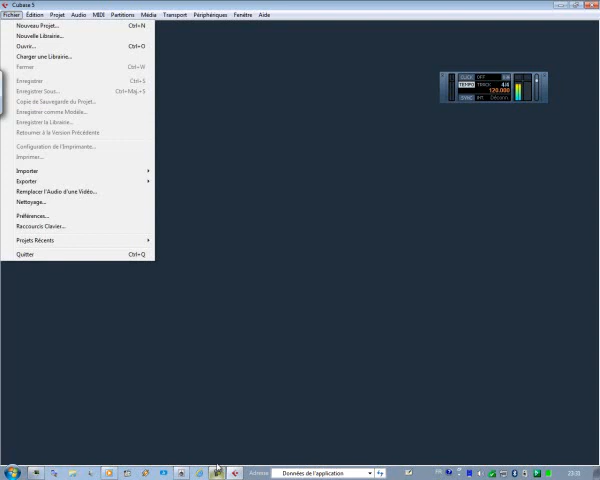 Cubase 5
Fichier Édition Projet Audio MIDI Partitions Média Transport Périphériques Fenêtre Aide
Nouveau Projet... Ctrl+N
Nouvelle Librairie...
Ouvrir... Ctrl+O
Charger une Librairie...
Fermer Ctrl+W
Enregistrer Ctrl+S
Enregistrer Sous... Ctrl+Maj.+S
Copie de Sauvegarde du Projet...
Enregistrer comme Modèle...
Enregistrer la Librairie...
Retourner à la Version Précédente
Configuration de l'Imprimante...
Imprimer...
Importer
Exporter
Remplacer l'Audio d'une Vidéo...
Nettoyage...
Préférences...
Raccourcis Clavier...
Projets Récents
Quitter Ctrl+Q
CLICK OFF
TEMPO TRACK 4/4
120.000
SYNC INT. Déconn.
Adresse Données de l'application
23:31